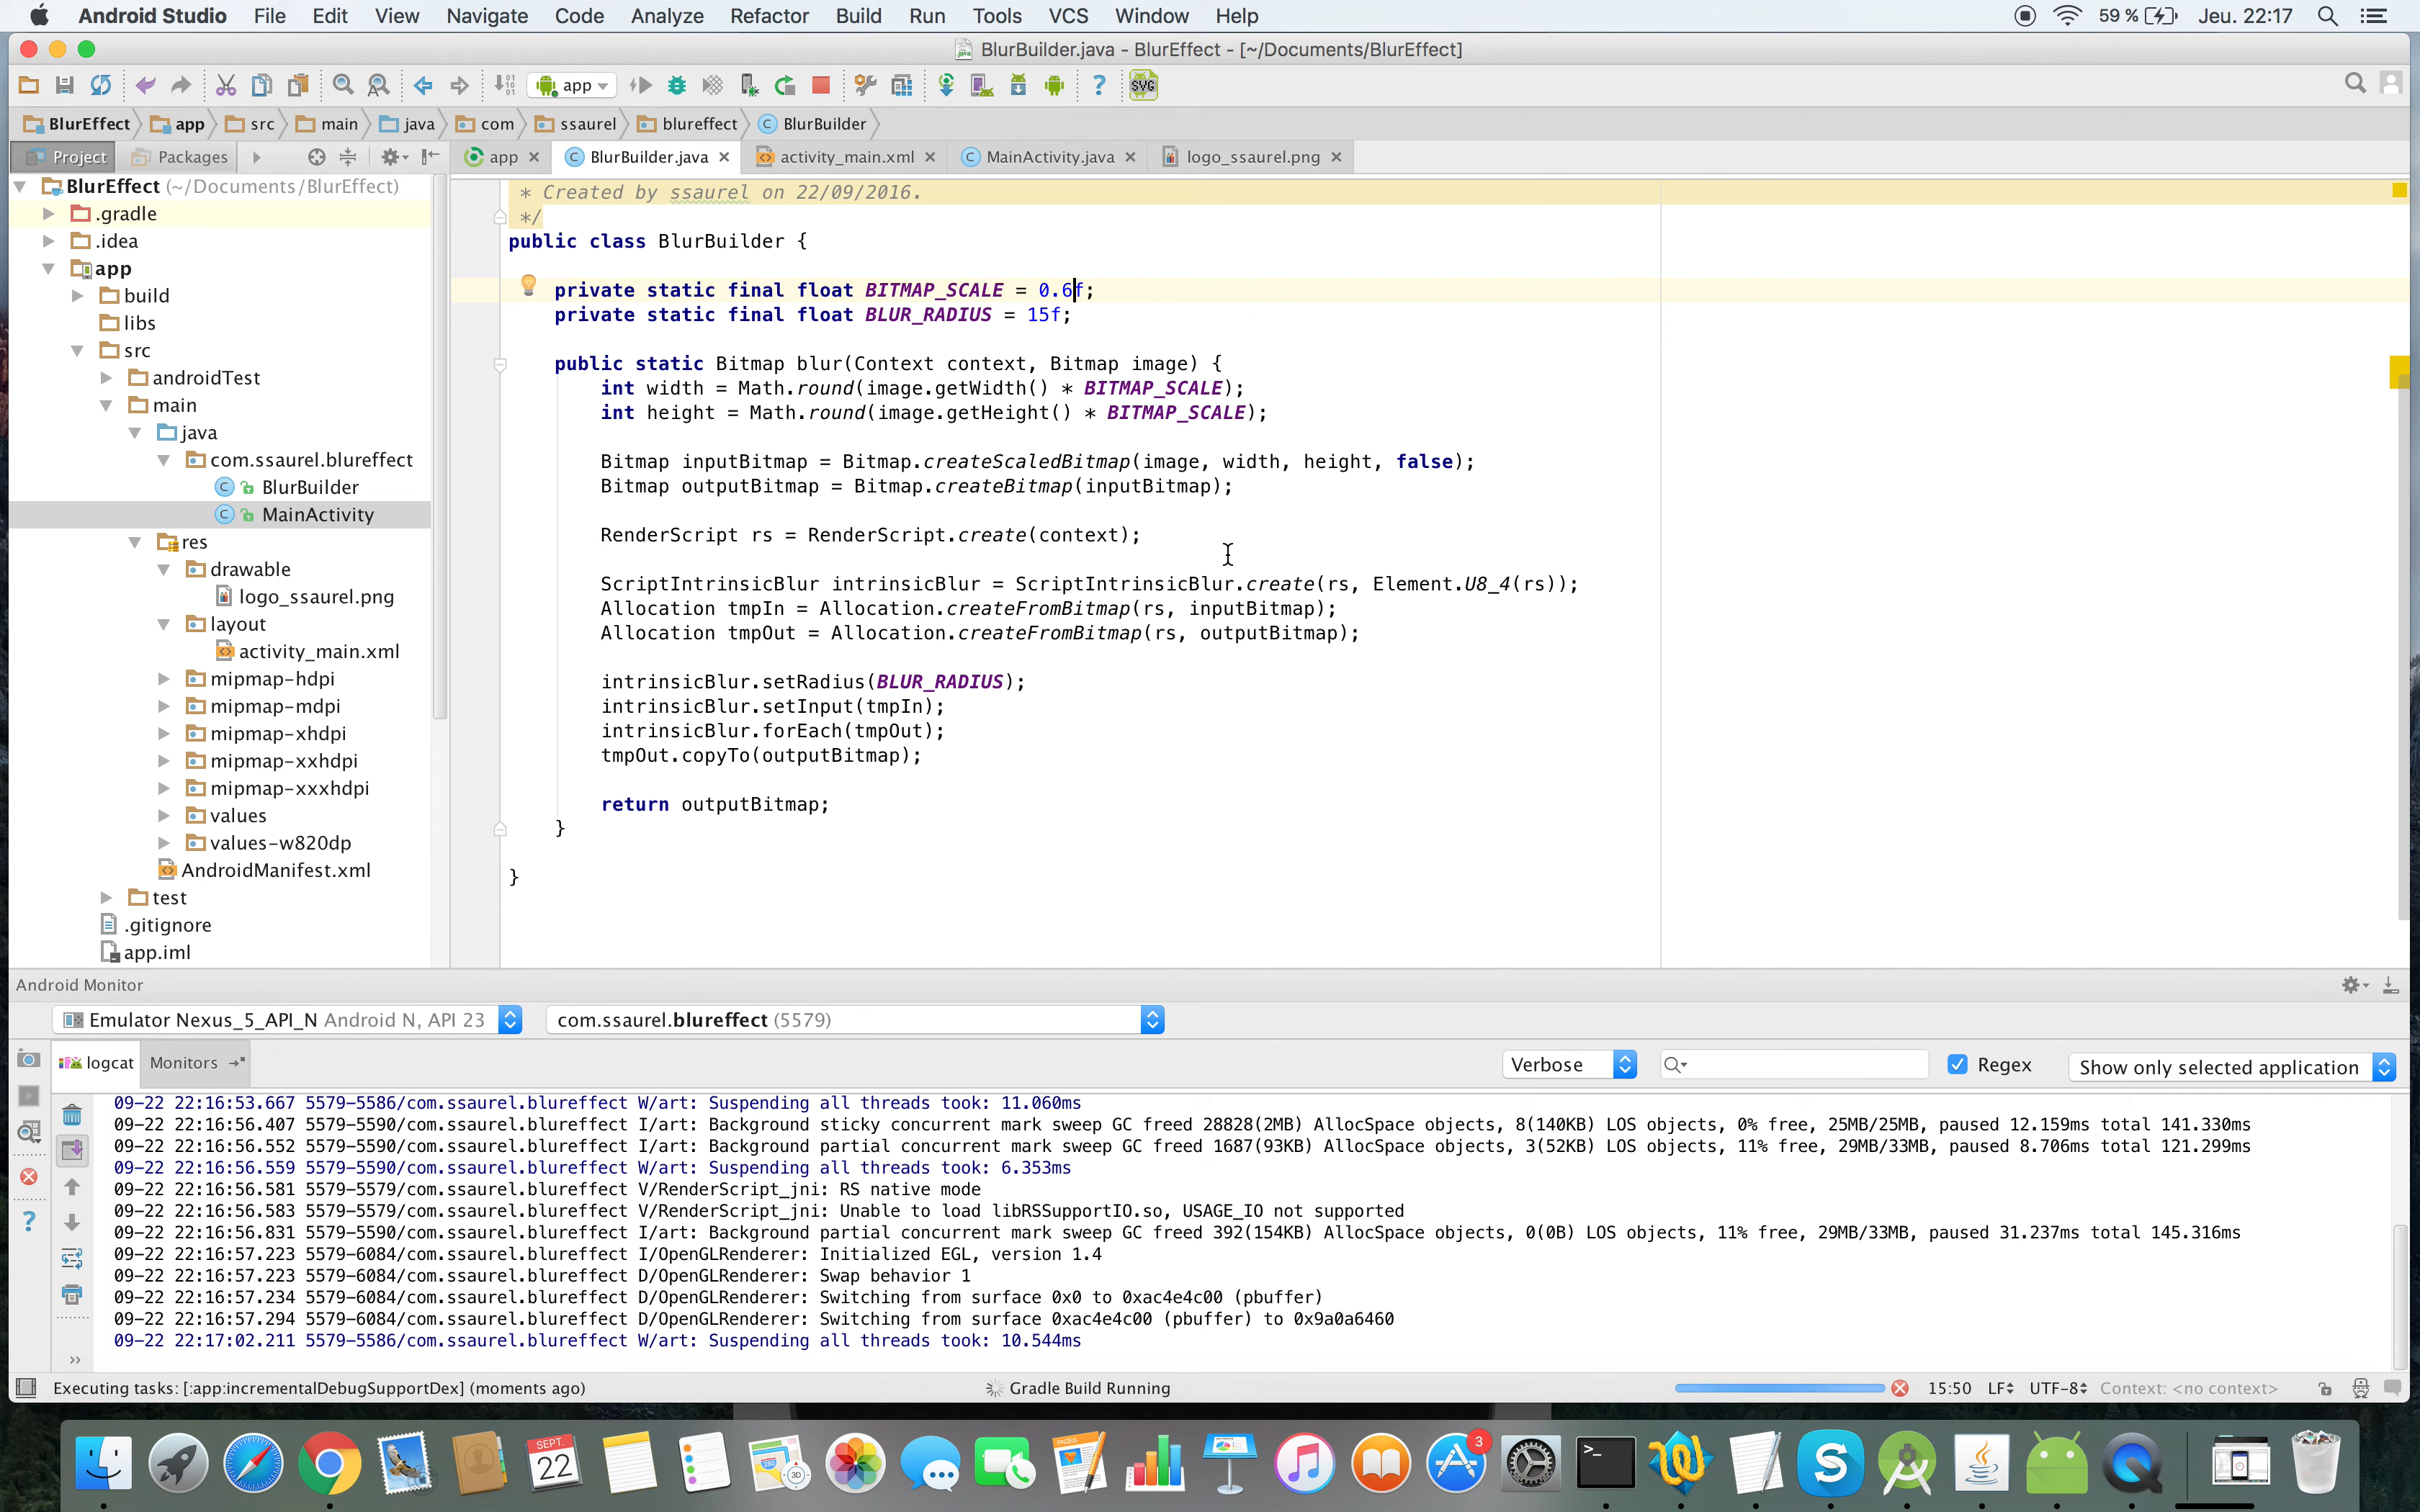 Android Studio File Edit View Navigate Code Analyze Refactor Build Run Tools VCS Window Help 59 % Jeu. 22:17
BlurBuilder.java - BlurEffect - [~/Documents/BlurEffect]
app SVG
BlurEffect app src main java com ssaurel blureffect BlurBuilder
Project Packages app BlurBuilder.java activity_main.xml MainActivity.java logo_ssaurel.png
BlurEffect (~/Documents/BlurEffect)
.gradle
.idea
app
build
libs
src
androidTest
main
java
com.ssaurel.blureffect
BlurBuilder
MainActivity
res
drawable
logo_ssaurel.png
layout
activity_main.xml
mipmap-hdpi
mipmap-mdpi
mipmap-xhdpi
mipmap-xxhdpi
mipmap-xxxhdpi
values
values-w820dp
AndroidManifest.xml
test
.gitignore
app.iml
* Created by ssaurel on 22/09/2016.
*/
public class BlurBuilder {
private static final float BITMAP_SCALE = 0.6f;
private static final float BLUR_RADIUS = 15f;
public static Bitmap blur(Context context, Bitmap image) {
int width = Math.round(image.getWidth() * BITMAP_SCALE);
int height = Math.round(image.getHeight() * BITMAP_SCALE);
Bitmap inputBitmap = Bitmap.createScaledBitmap(image, width, height, false);
Bitmap outputBitmap = Bitmap.createBitmap(inputBitmap);
RenderScript rs = RenderScript.create(context);
ScriptIntrinsicBlur intrinsicBlur = ScriptIntrinsicBlur.create(rs, Element.U8_4(rs));
Allocation tmpIn = Allocation.createFromBitmap(rs, inputBitmap);
Allocation tmpOut = Allocation.createFromBitmap(rs, outputBitmap);
intrinsicBlur.setRadius(BLUR_RADIUS);
intrinsicBlur.setInput(tmpIn);
intrinsicBlur.forEach(tmpOut);
tmpOut.copyTo(outputBitmap);
return outputBitmap;
}
}
Android Monitor
Emulator Nexus_5_API_N Android N, API 23 com.ssaurel.blureffect (5579)
logcat Monitors Verbose Regex Show only selected application
09-22 22:16:53.667 5579-5586/com.ssaurel.blureffect W/art: Suspending all threads took: 11.060ms
09-22 22:16:56.407 5579-5590/com.ssaurel.blureffect I/art: Background sticky concurrent mark sweep GC freed 28828(2MB) AllocSpace objects, 8(140KB) LOS objects, 0% free, 25MB/25MB, paused 12.159ms total 141.330ms
09-22 22:16:56.552 5579-5590/com.ssaurel.blureffect I/art: Background partial concurrent mark sweep GC freed 1687(93KB) AllocSpace objects, 3(52KB) LOS objects, 11% free, 29MB/33MB, paused 8.706ms total 121.299ms
09-22 22:16:56.559 5579-5590/com.ssaurel.blureffect W/art: Suspending all threads took: 6.353ms
09-22 22:16:56.581 5579-5579/com.ssaurel.blureffect V/RenderScript_jni: RS native mode
09-22 22:16:56.583 5579-5579/com.ssaurel.blureffect V/RenderScript_jni: Unable to load libRSSupportIO.so, USAGE_IO not supported
09-22 22:16:56.831 5579-5590/com.ssaurel.blureffect I/art: Background partial concurrent mark sweep GC freed 392(154KB) AllocSpace objects, 0(0B) LOS objects, 11% free, 29MB/33MB, paused 31.237ms total 145.316ms
09-22 22:16:57.223 5579-6084/com.ssaurel.blureffect I/OpenGLRenderer: Initialized EGL, version 1.4
09-22 22:16:57.223 5579-6084/com.ssaurel.blureffect D/OpenGLRenderer: Swap behavior 1
09-22 22:16:57.234 5579-6084/com.ssaurel.blureffect D/OpenGLRenderer: Switching from surface 0x0 to 0xac4e4c00 (pbuffer)
09-22 22:16:57.294 5579-6084/com.ssaurel.blureffect D/OpenGLRenderer: Switching from surface 0xac4e4c00 (pbuffer) to 0x9a0a6460
09-22 22:17:02.211 5579-5586/com.ssaurel.blureffect W/art: Suspending all threads took: 10.544ms
Executing tasks: [:app:incrementalDebugSupportDex] (moments ago) Gradle Build Running 15:50 LF UTF-8 Context: <no context>
SEPT. 22 3D PAGES 3